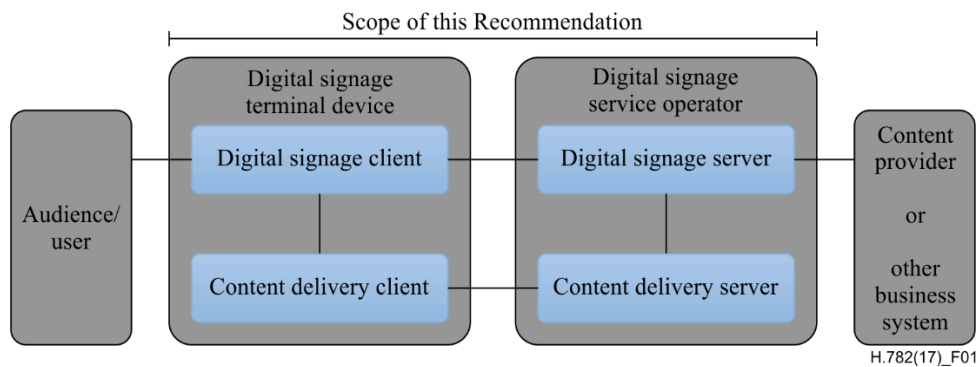 Scope of this Recommendation
Digital signage
terminal device
Digital signage
service operator
Audience/
user
Digital signage client
Digital signage server
Content delivery client
Content delivery server
Content
provider
or
other
business
system
H.782(17)_F01